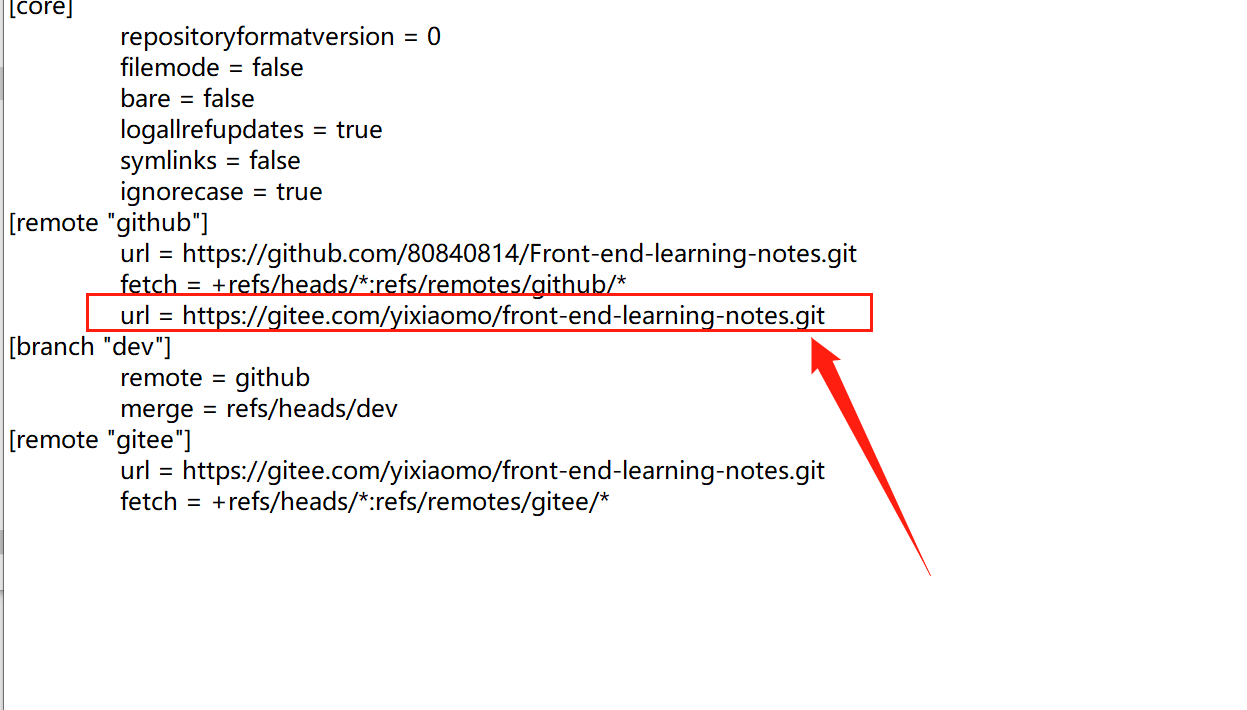 [core]
repositoryformatversion = 0
filemode = false
bare = false
logallrefupdates = true
symlinks = false
ignorecase = true
[remote "github"]
url = https://github.com/80840814/Front-end-learning-notes.git
fetch = +refs/heads/*:refs/remotes/github/*
url = https://gitee.com/yixiaomo/front-end-learning-notes.git
[branch "dev"]
remote = github
merge = refs/heads/dev
[remote "gitee"]
url = https://gitee.com/yixiaomo/front-end-learning-notes.git
fetch = +refs/heads/*:refs/remotes/gitee/*